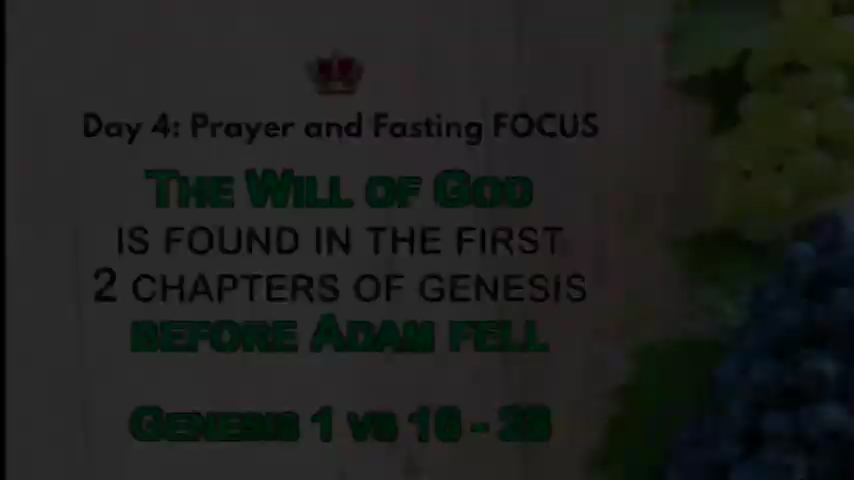 Day 4: Prayer and Fasting FOCUS
THE WILL OF GOD
IS FOUND IN THE FIRST
2 CHAPTERS OF GENESIS
BEFORE ADAM FELL
GENESIS 1 VS